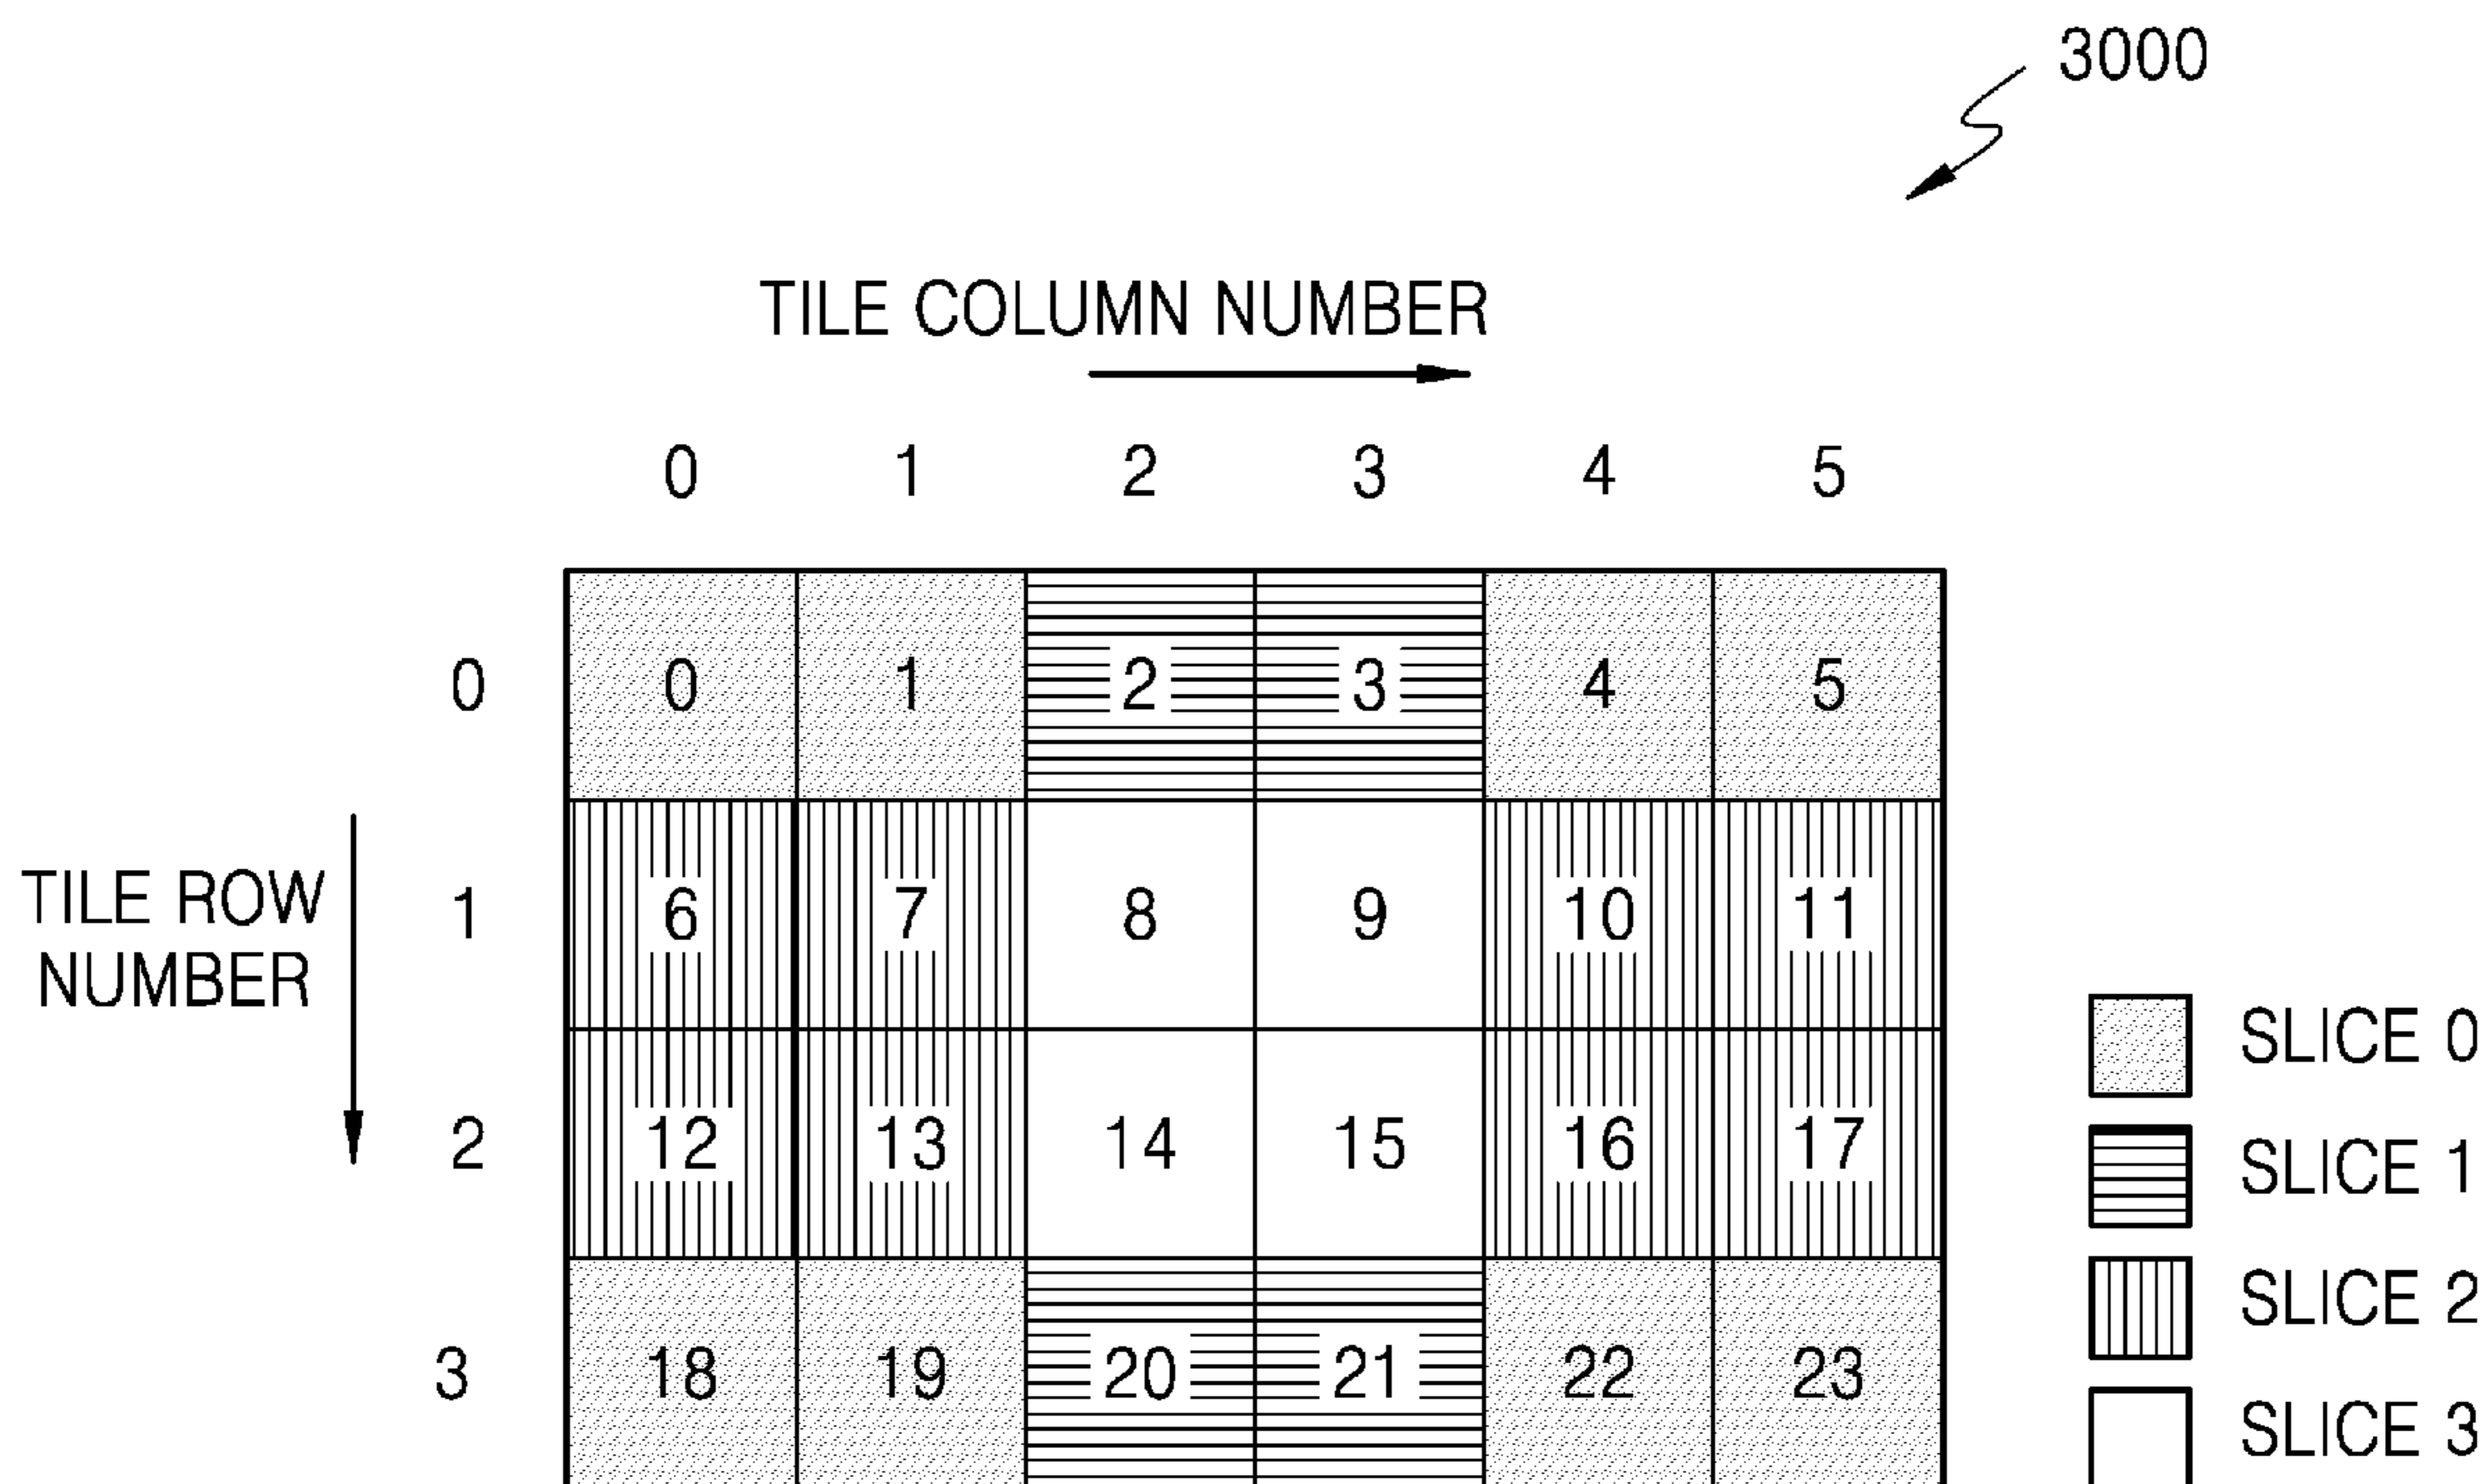 3000
TILE COLUMN NUMBER
0 1 2 3 4 5
0 0 1 2 3 4 5
TILE ROW
NUMBER
1 6 7 8 9 10 11
2 12 13 14 15 16 17
3 18 19 20 21 22 23
SLICE 0
SLICE 1
SLICE 2
SLICE 3